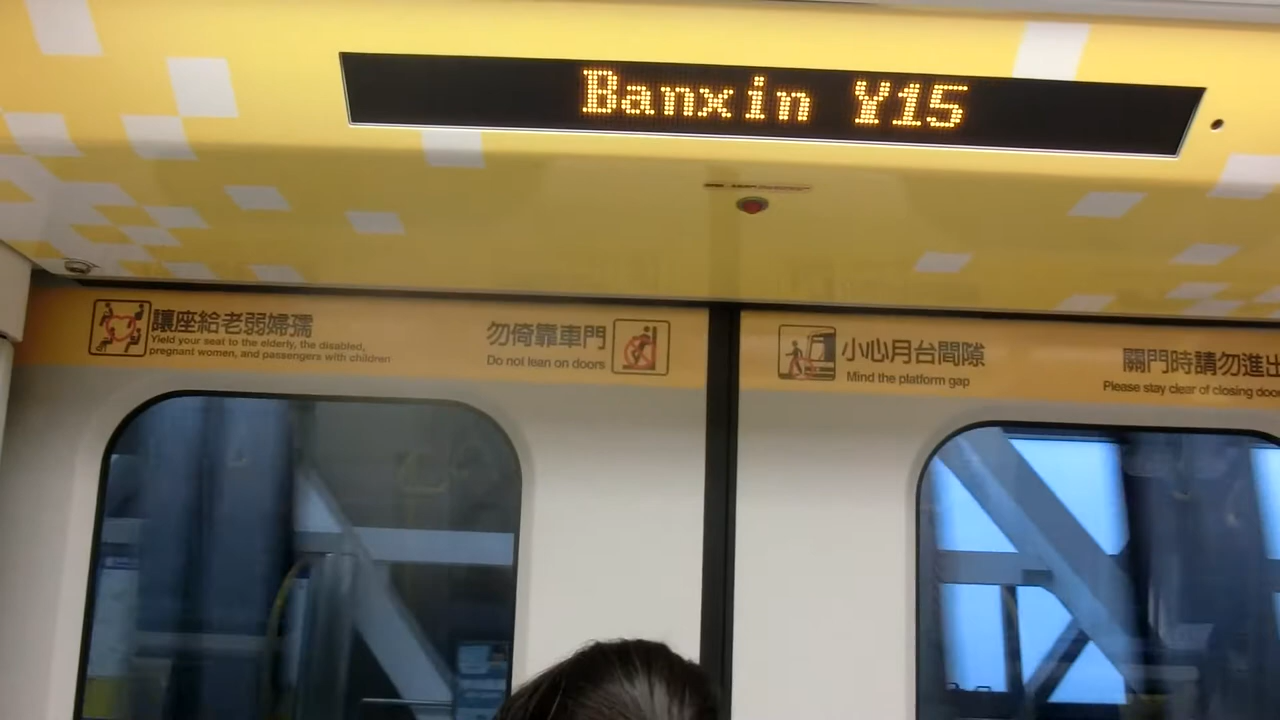 Banxin Y15
讓座給老弱婦孺
Yield your seat to the elderly, the disabled,
pregnant women, and passengers with children
勿倚靠車門
Do not lean on doors
小心月台間隙
Mind the platform gap
關門時請勿進出
Please stay clear of closing doo